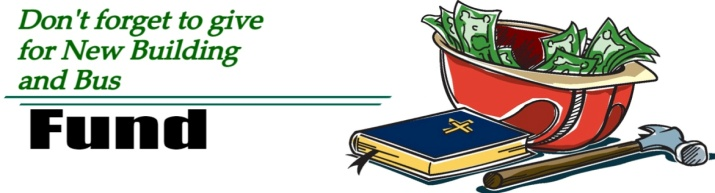 Don't forget to give
for New Building
and Bus
Fund